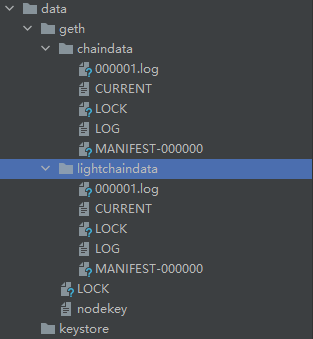 data
geth
chaindata
000001.log
CURRENT
LOCK
LOG
MANIFEST-000000
lightchaindata
000001.log
CURRENT
LOCK
LOG
MANIFEST-000000
LOCK
nodekey
keystore